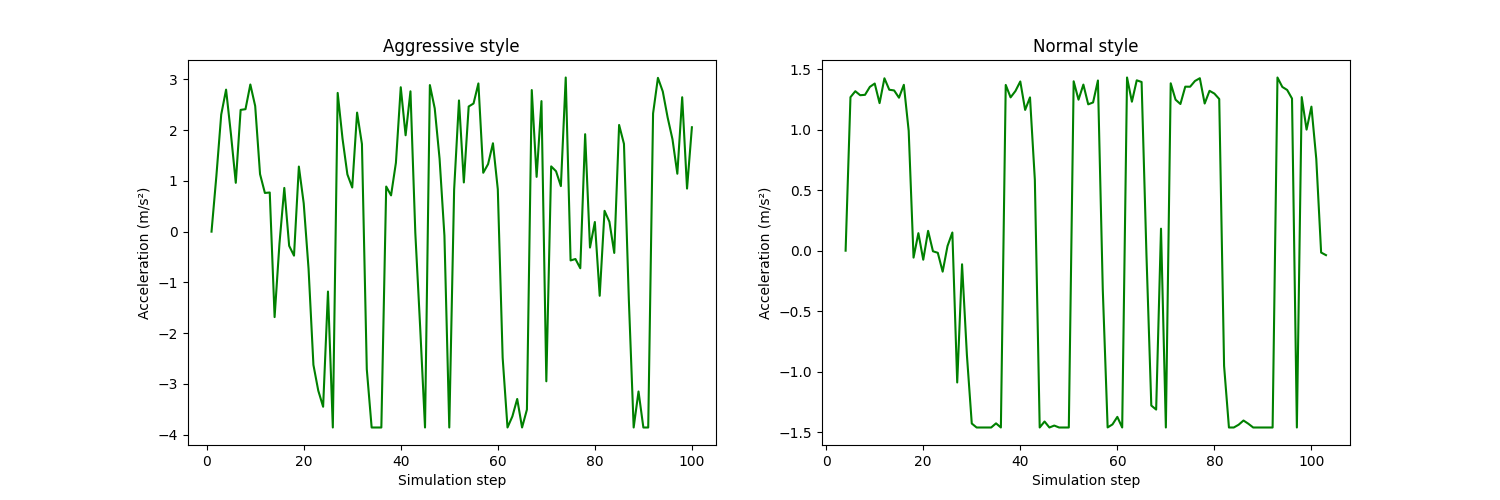 Aggressive style
Acceleration (m/s²)
3
2
1
0
−1
−2
−3
−4
0 20 40 60 80 100
Simulation step
Normal style
Acceleration (m/s²)
1.5
1.0
0.5
0.0
−0.5
−1.0
−1.5
0 20 40 60 80 100
Simulation step